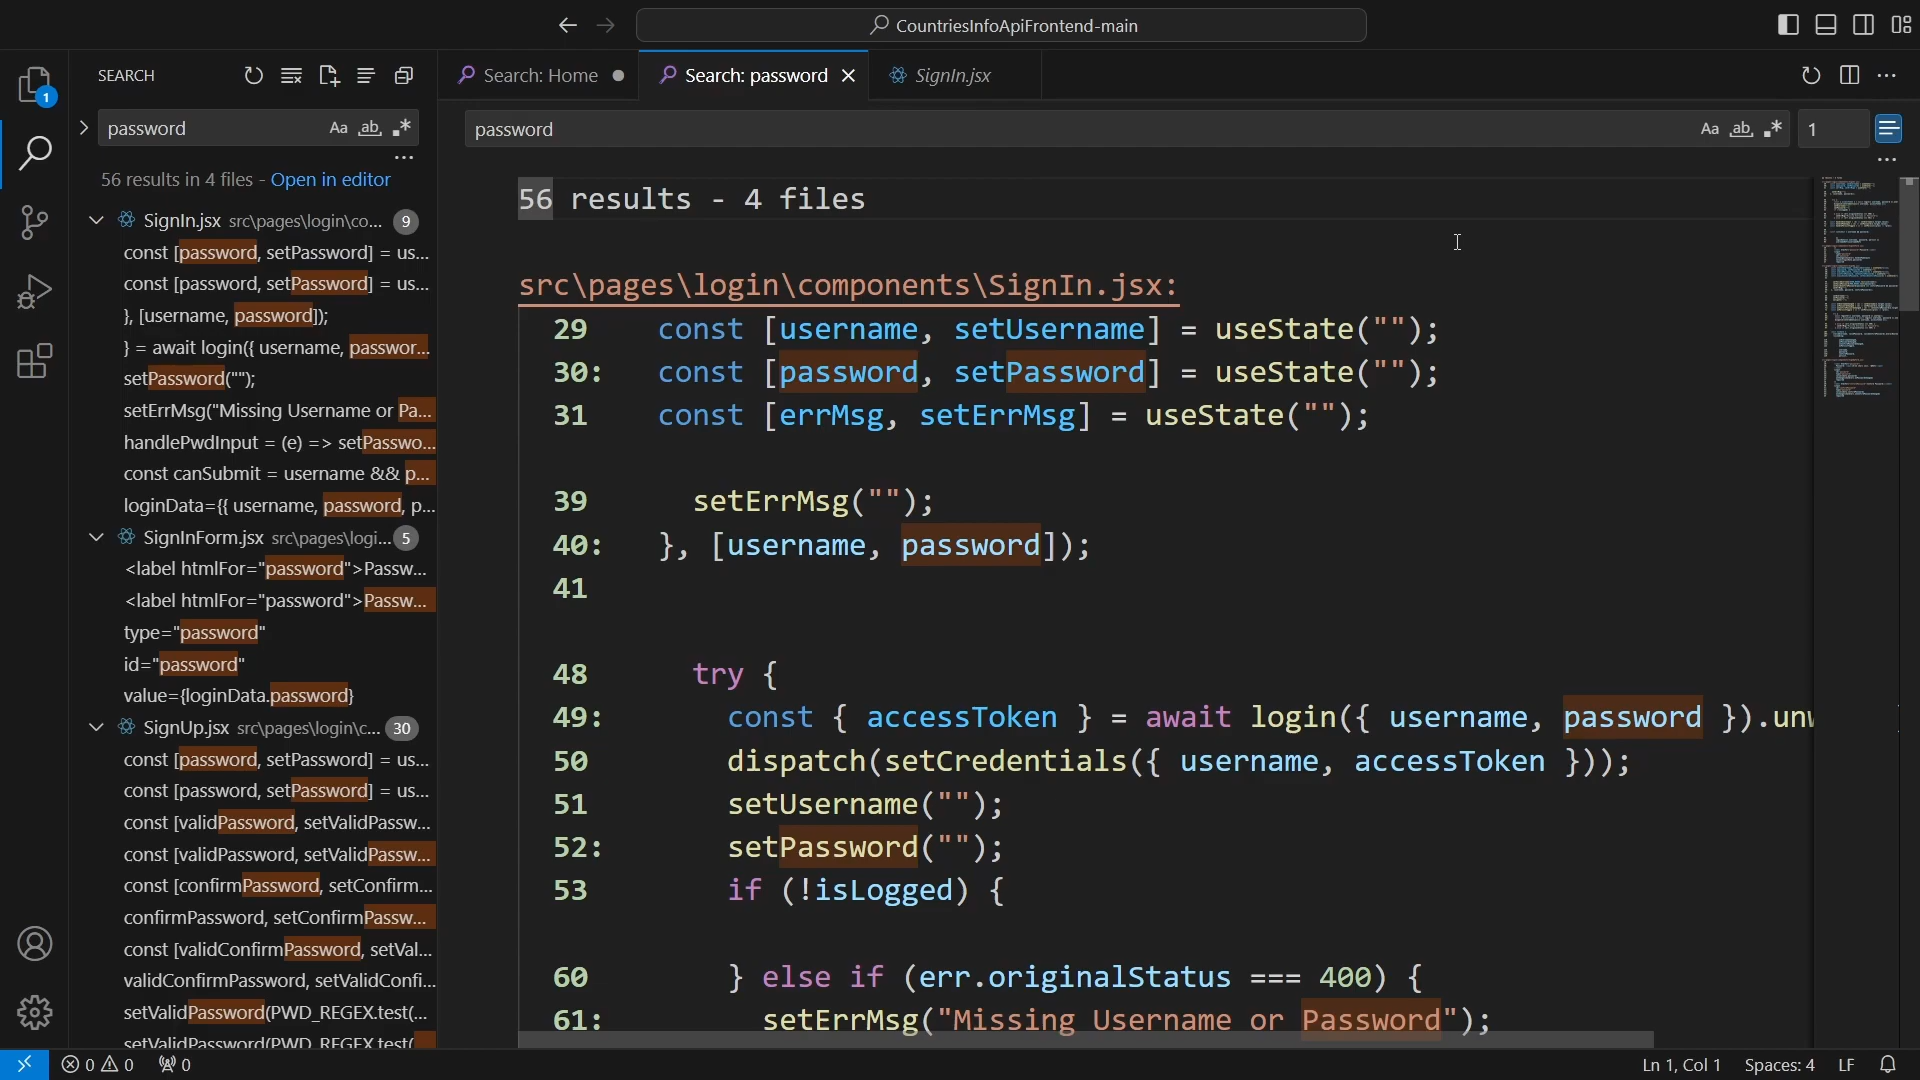 CountriesInfoApiFrontend-main
SEARCH
Search: Home
Search: password
SignIn.jsx
1
password
Aa ab .*
password
Aa ab .*
1
56 results in 4 files - Open in editor
SignIn.jsx src\pages\login\co... 9
const [password, setPassword] = us...
const [password, setPassword] = us...
}, [username, password]);
} = await login({ username, passwor...
setPassword("");
setErrMsg("Missing Username or Pa...
handlePwdInput = (e) => setPasswo...
const canSubmit = username && p...
loginData={{ username, password, p...
SignInForm.jsx src\pages\logi... 5
<label htmlFor="password">Passw...
<label htmlFor="password">Passw...
type="password"
id="password"
value={loginData.password}
SignUp.jsx src\pages\login\c... 30
const [password, setPassword] = us...
const [password, setPassword] = us...
const [validPassword, setValidPassw...
const [validPassword, setValidPassw...
const [confirmPassword, setConfirm...
confirmPassword, setConfirmPassw...
const [validConfirmPassword, setVal...
validConfirmPassword, setValidConfi...
setValidPassword(PWD_REGEX.test(...
setValidPassword(PWD_REGEX.test(
56 results - 4 files
src\pages\login\components\SignIn.jsx:
29 const [username, setUsername] = useState("");
30: const [password, setPassword] = useState("");
31 const [errMsg, setErrMsg] = useState("");
39 setErrMsg("");
40: }, [username, password]);
41
48 try {
49: const { accessToken } = await login({ username, password }).unw
50 dispatch(setCredentials({ username, accessToken }));
51 setUsername("");
52: setPassword("");
53 if (!isLogged) {
60 } else if (err.originalStatus === 400) {
61: setErrMsg("Missing Username or Password");
0 0 0
Ln 1, Col 1 Spaces: 4 LF